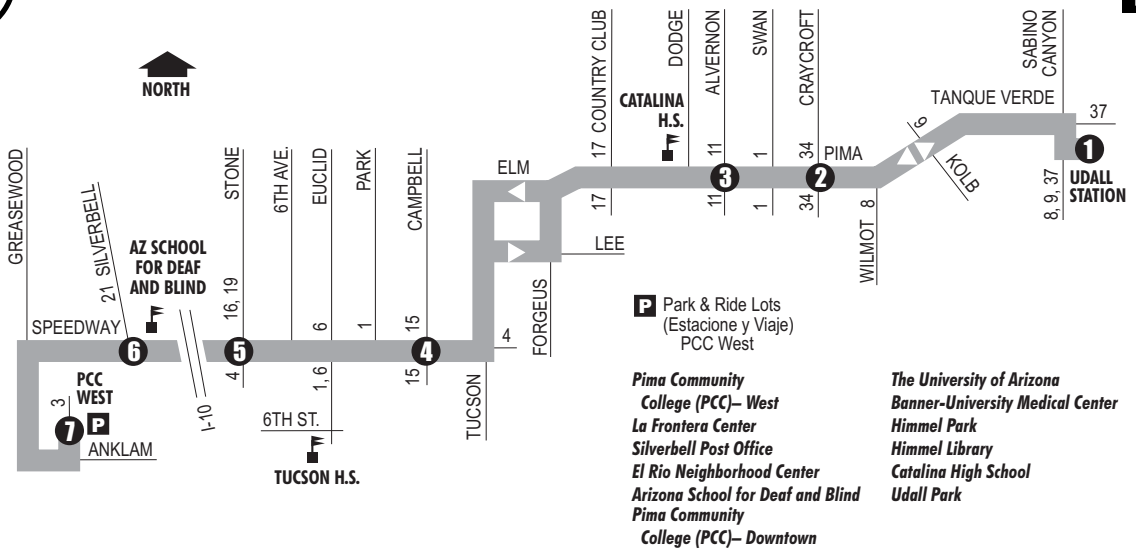 NORTH
GREASEWOOD
21 SILVERBELL
AZ SCHOOL
FOR DEAF
AND BLIND
STONE
16, 19
6TH AVE.
EUCLID
6
PARK
1
CAMPBELL
15
ELM
CATALINA
H.S.
17 COUNTRY CLUB
DODGE
ALVERNON
11
SWAN
1
CRAYCROFT
34
PIMA
TANQUE VERDE
SABINO
CANYON
37
9
KOLB
1
UDALL
STATION
8, 9, 37
3
2
17
11
1
34
WILMOT 8
LEE
FORGEUS
SPEEDWAY
6
5
4
4
I-10
4
1, 6
15
TUCSON
PCC
WEST
3
7
P
ANKLAM
6TH ST.
TUCSON H.S.
P Park & Ride Lots
(Estacione y Viaje)
PCC West
Pima Community
College (PCC)– West
La Frontera Center
Silverbell Post Office
El Rio Neighborhood Center
Arizona School for Deaf and Blind
Pima Community
College (PCC)– Downtown
The University of Arizona
Banner-University Medical Center
Himmel Park
Himmel Library
Catalina High School
Udall Park